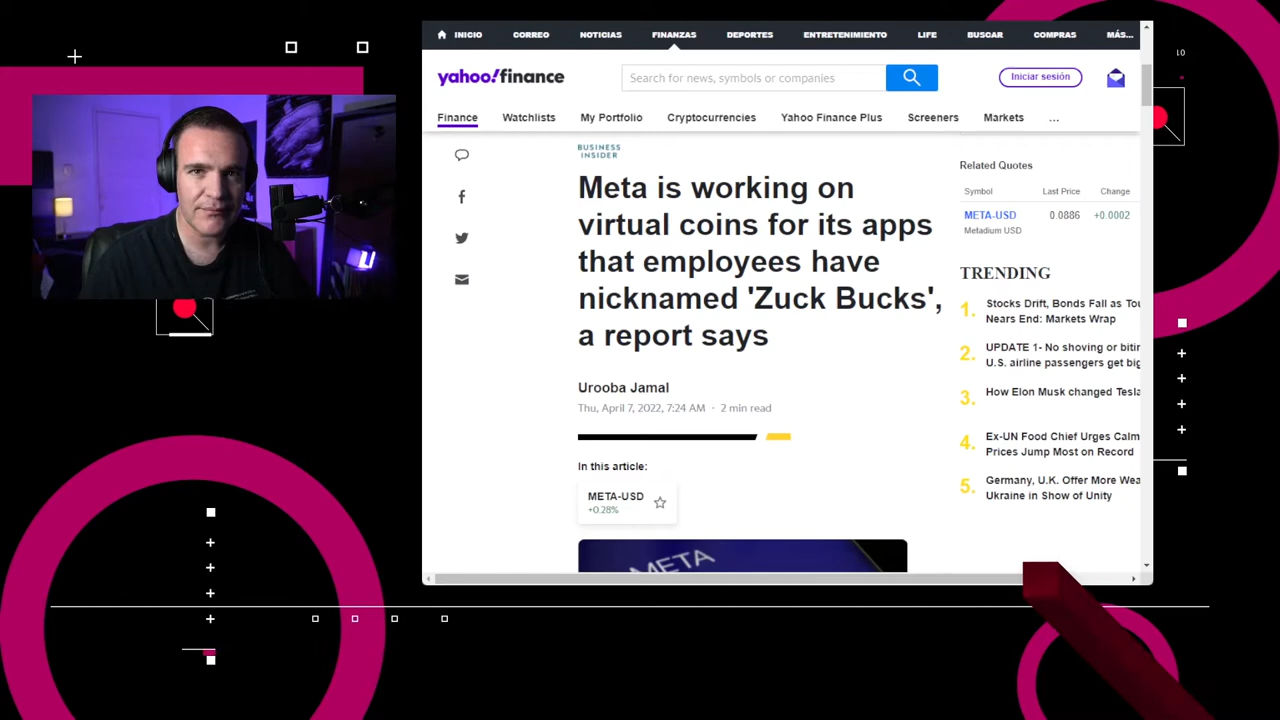 INICIO CORREO NOTICIAS FINANZAS DEPORTES ENTRETENIMIENTO LIFE BUSCAR COMPRAS MÁS...
yahoo!finance
Search for news, symbols or companies
Iniciar sesión
Finance Watchlists My Portfolio Cryptocurrencies Yahoo Finance Plus Screeners Markets ...
BUSINESS
INSIDER
Meta is working on
virtual coins for its apps
that employees have
nicknamed 'Zuck Bucks',
a report says
Urooba Jamal
Thu, April 7, 2022, 7:24 AM · 2 min read
In this article:
META-USD
+0.28%
META
Related Quotes
Symbol Last Price Change
META-USD 0.0886 +0.0002
Metadium USD
TRENDING
1. Stocks Drift, Bonds Fall as Tou
Nears End: Markets Wrap
2. UPDATE 1- No shoving or bitin
U.S. airline passengers get big
3. How Elon Musk changed Tesla
4. Ex-UN Food Chief Urges Calm
Prices Jump Most on Record
5. Germany, U.K. Offer More Wea
Ukraine in Show of Unity